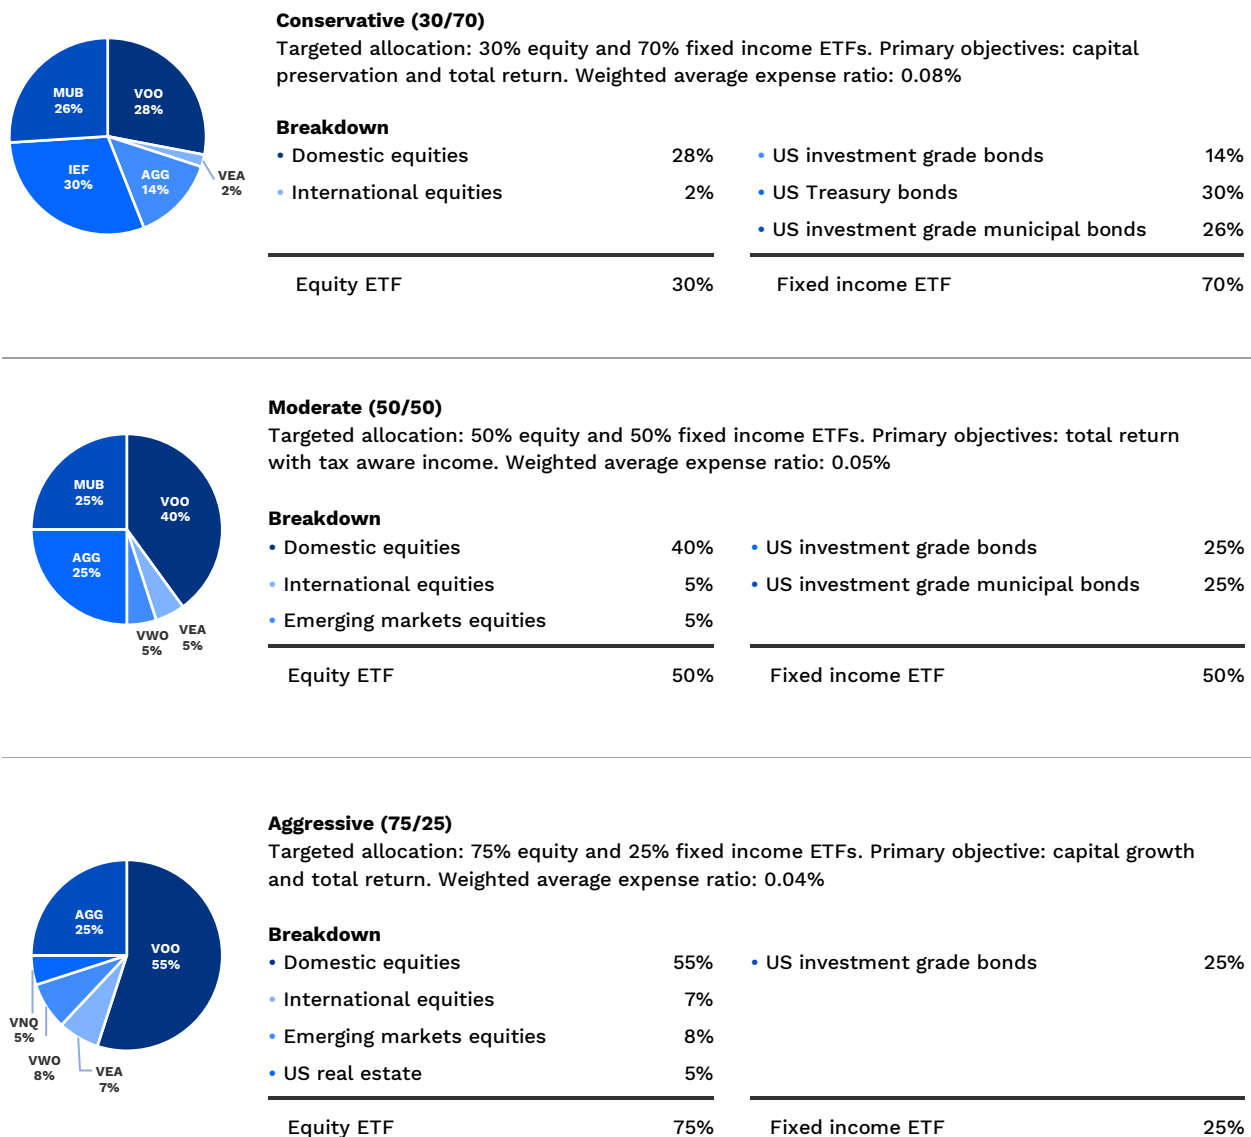 Conservative (30/70)
Targeted allocation: 30% equity and 70% fixed income ETFs. Primary objectives: capital
preservation and total return. Weighted average expense ratio: 0.08%
MUB
26%
VOO
28%
IEF
30%
AGG
14%
VEA
2%
Breakdown
• Domestic equities 28%
• International equities 2%
Equity ETF 30%
• US investment grade bonds 14%
• US Treasury bonds 30%
• US investment grade municipal bonds 26%
Fixed income ETF 70%
Moderate (50/50)
Targeted allocation: 50% equity and 50% fixed income ETFs. Primary objectives: total return
with tax aware income. Weighted average expense ratio: 0.05%
MUB
25%
VOO
40%
AGG
25%
VWO
5%
VEA
5%
Breakdown
• Domestic equities 40%
• International equities 5%
• Emerging markets equities 5%
Equity ETF 50%
• US investment grade bonds 25%
• US investment grade municipal bonds 25%
Fixed income ETF 50%
Aggressive (75/25)
Targeted allocation: 75% equity and 25% fixed income ETFs. Primary objective: capital growth
and total return. Weighted average expense ratio: 0.04%
AGG
25%
VOO
55%
VNQ
5%
VWO
8%
VEA
7%
Breakdown
• Domestic equities 55%
• International equities 7%
• Emerging markets equities 8%
• US real estate 5%
Equity ETF 75%
• US investment grade bonds 25%
Fixed income ETF 25%